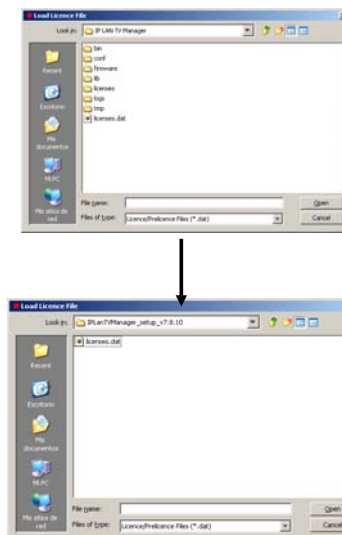 Load Licence File
Look in: IP LAN TV Manager
bin
conf
firmware
lib
licenses
logs
tmp
licenses.dat
Recent
Escritorio
Mis documentos
Mi PC
Mis sitios de red
File name: Open
Files of type: Licence/Prelicence Files (*.dat) Cancel
Load Licence File
Look in: IPLanTVManager_setup_v7.8.10
licenses.dat
Recent
Escritorio
Mis documentos
Mi PC
Mis sitios de red
File name: Open
Files of type: Licence/Prelicence Files (*.dat) Cancel